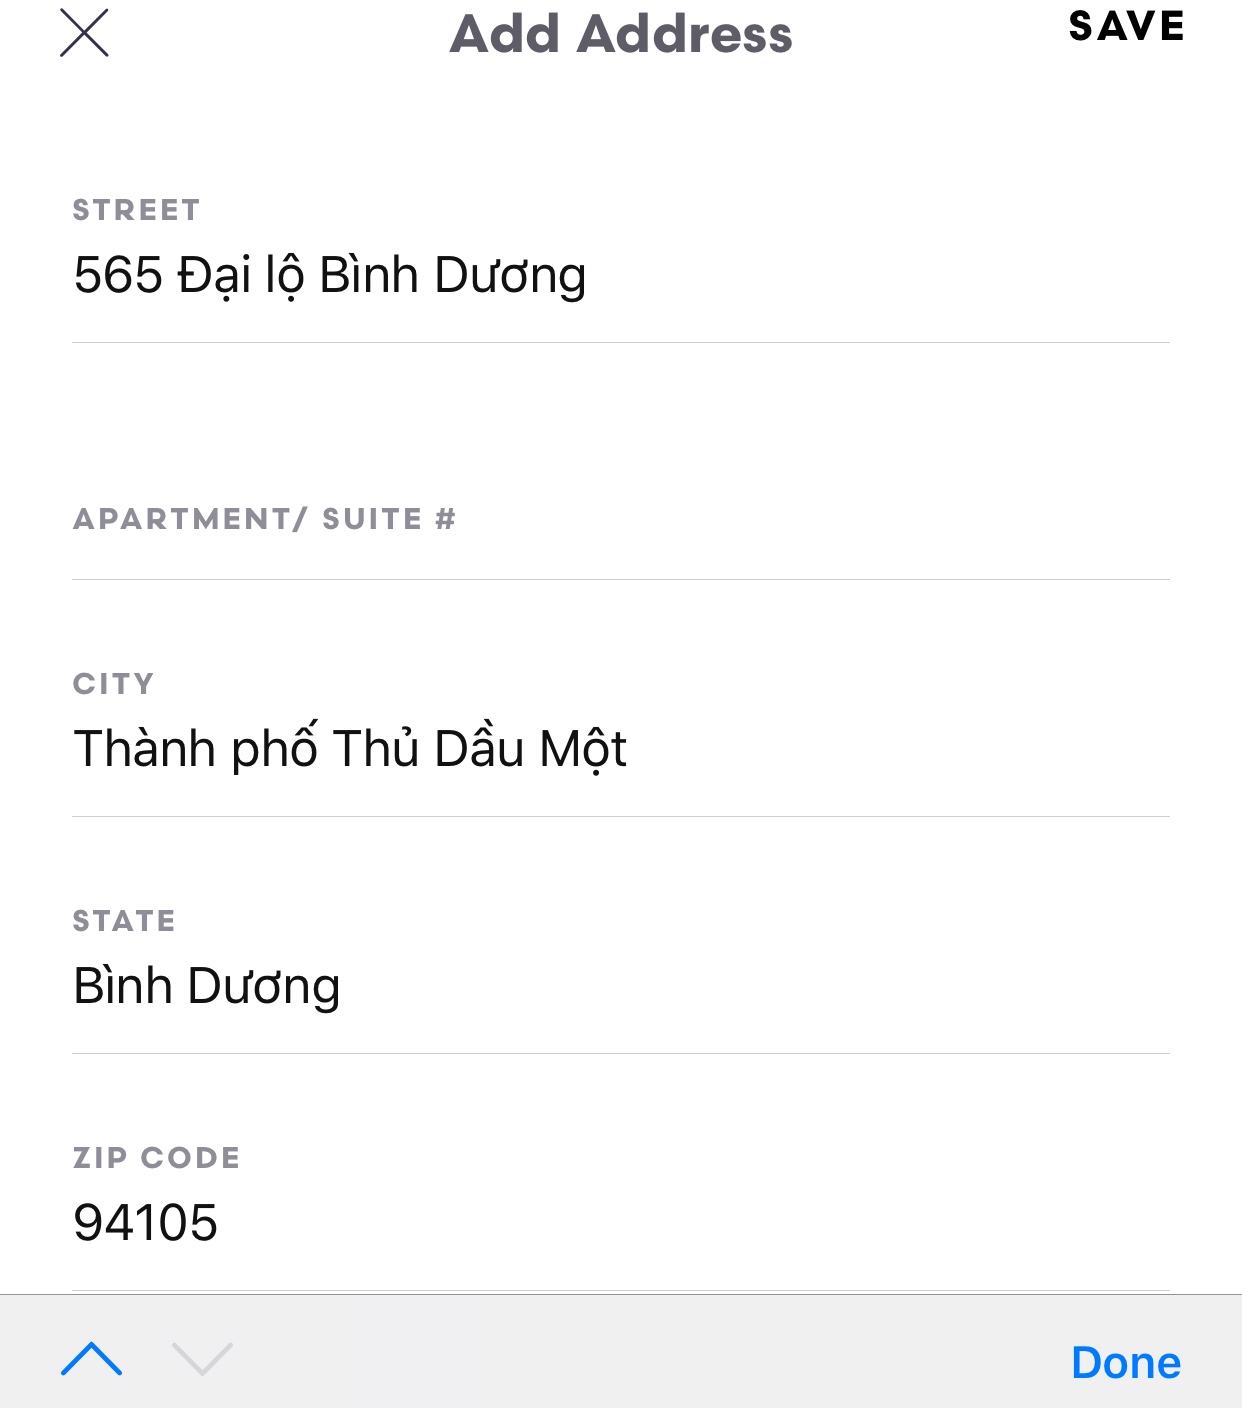 Add Address
SAVE
STREET
565 Đại lộ Bình Dương
APARTMENT/ SUITE #
CITY
Thành phố Thủ Dầu Một
STATE
Bình Dương
ZIP CODE
94105
Done